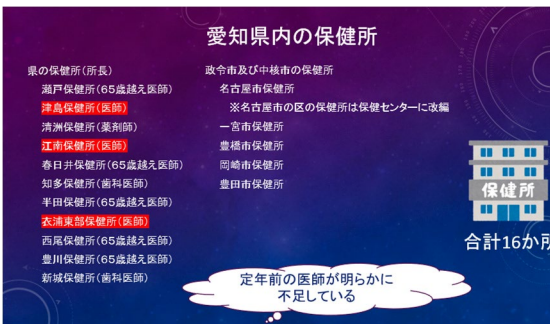 愛知県内の保健所
県の保健所（所長）
瀬戸保健所（65歳越え医師）
津島保健所（医師）
清洲保健所（薬剤師）
江南保健所（医師）
春日井保健所（65歳越え医師）
知多保健所（歯科医師）
半田保健所（65歳越え医師）
衣浦東部保健所（医師）
西尾保健所（65歳越え医師）
豊川保健所（65歳越え医師）
新城保健所（歯科医師）
政令市及び中核市の保健所
名古屋市保健所
※名古屋市の区の保健所は保健センターに改編
一宮市保健所
豊橋市保健所
岡崎市保健所
豊田市保健所
保健所
合計16か所
定年前の医師が明らかに
不足している